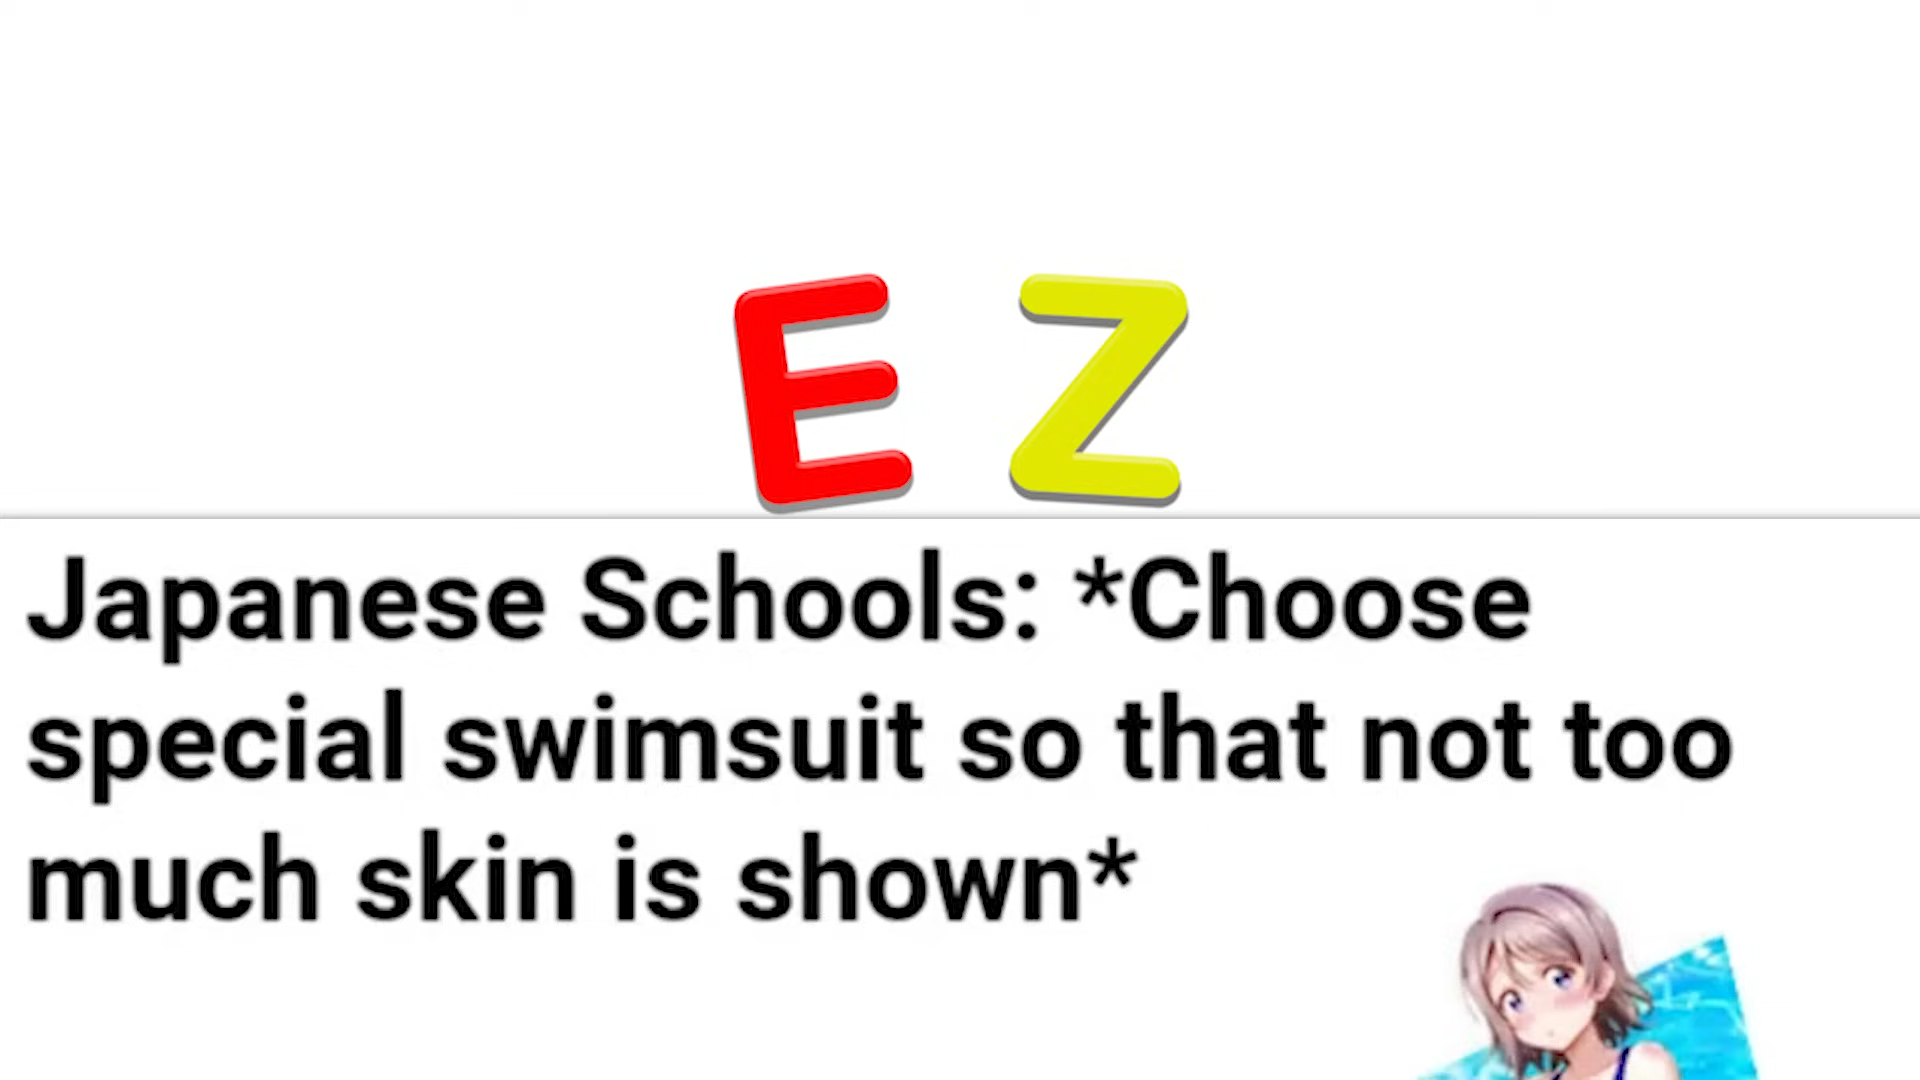 E Z
Japanese Schools: *Choose
special swimsuit so that not too
much skin is shown*